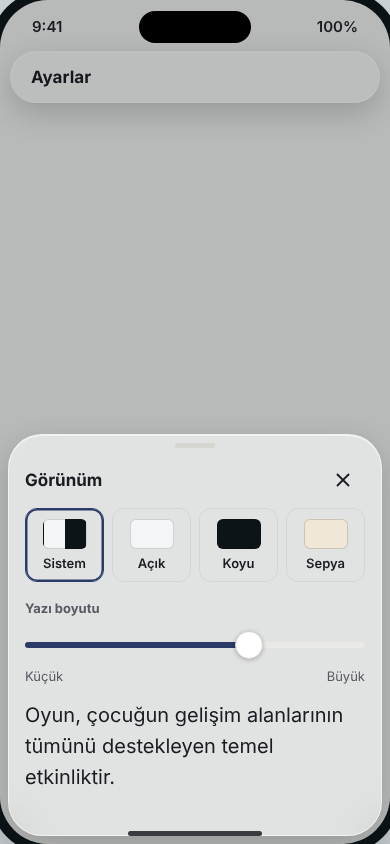 9:41
100%
Ayarlar
Görünüm
Sistem
Açık
Koyu
Sepya
Yazı boyutu
Küçük
Büyük
Oyun, çocuğun gelişim alanlarının
tümünü destekleyen temel
etkinliktir.